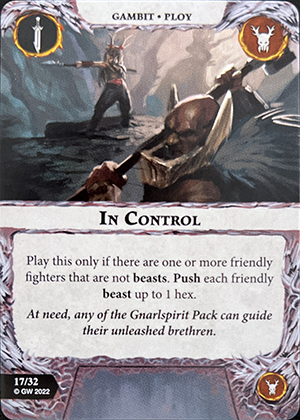 GAMBIT • PLOY
IN CONTROL
Play this only if there are one or more friendly
fighters that are not beasts. Push each friendly
beast up to 1 hex.
At need, any of the Gnarlspirit Pack can guide
their unleashed brethren.
17/32
© GW 2022